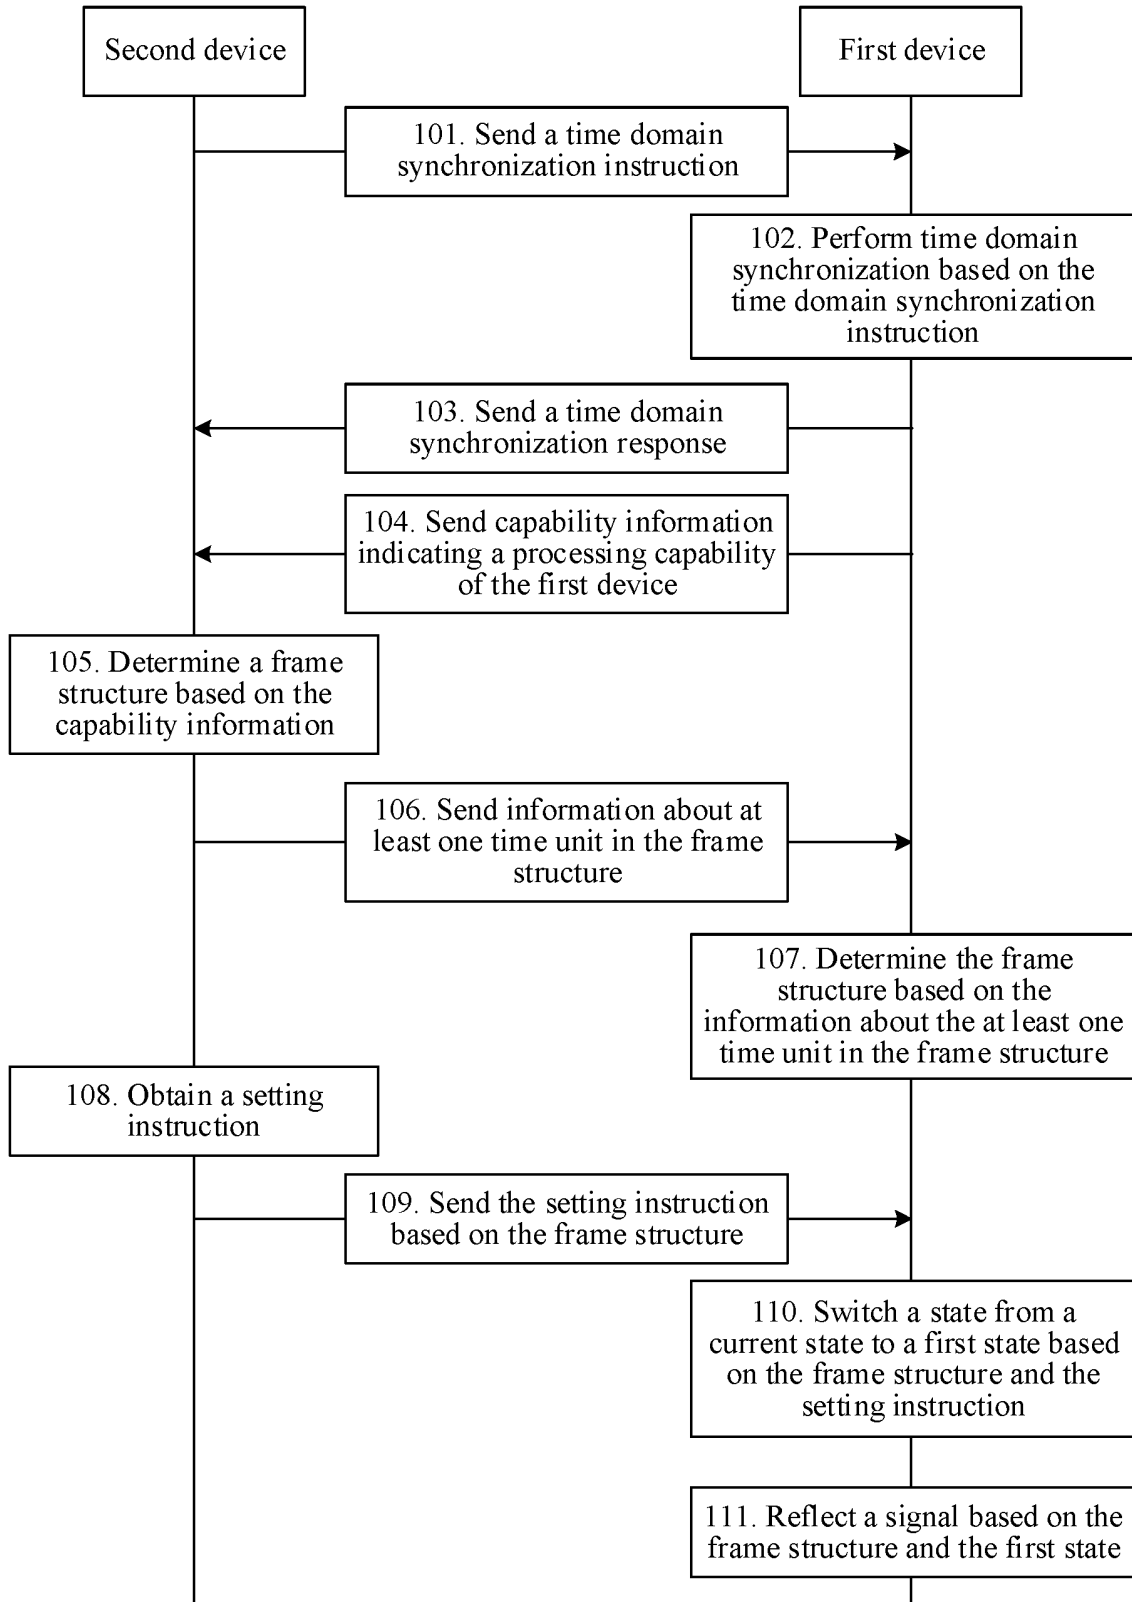 Second device
First device
101. Send a time domain
synchronization instruction
102. Perform time domain
synchronization based on the
time domain synchronization
instruction
103. Send a time domain
synchronization response
104. Send capability information
indicating a processing capability
of the first device
105. Determine a frame
structure based on the
capability information
106. Send information about at
least one time unit in the frame
structure
107. Determine the frame
structure based on the
information about the at least one
time unit in the frame structure
108. Obtain a setting
instruction
109. Send the setting instruction
based on the frame structure
110. Switch a state from a
current state to a first state based
on the frame structure and the
setting instruction
111. Reflect a signal based on the
frame structure and the first state